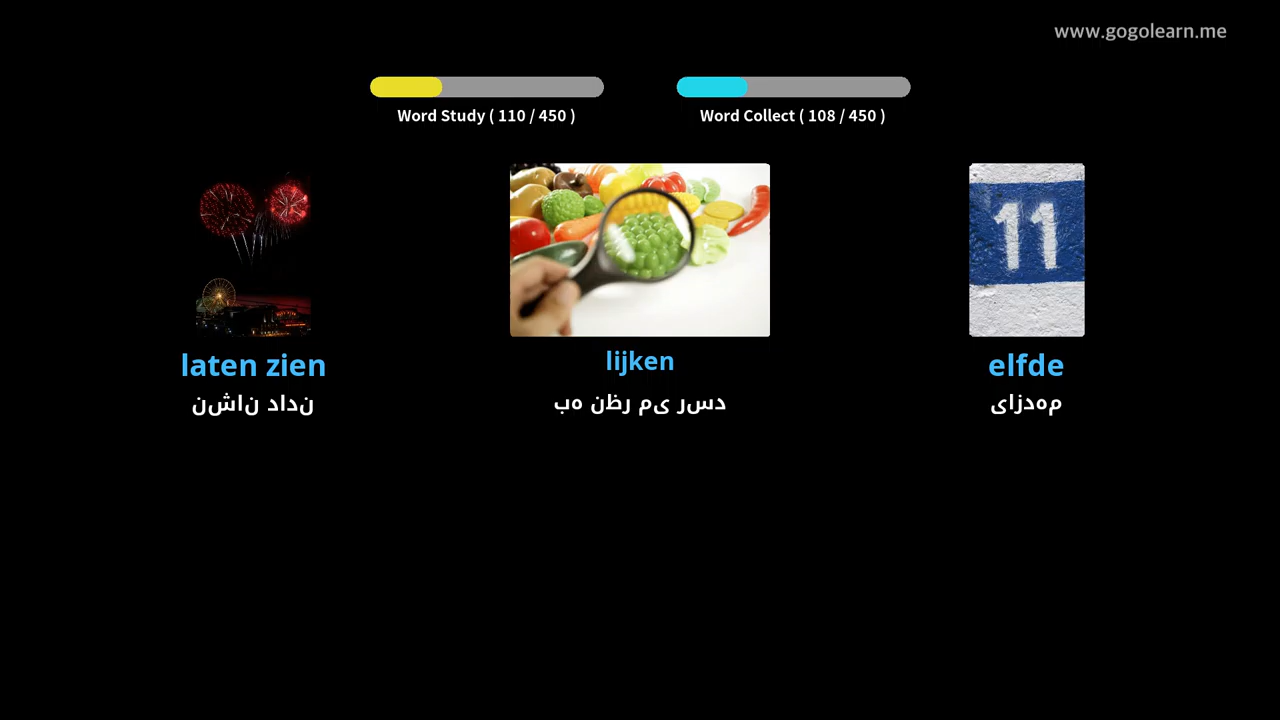 www.gogolearn.me
Word Study ( 110 / 450 )
Word Collect ( 108 / 450 )
laten zien
نداد ناشن
lijken
دسر یم رظن هب
11
elfde
مهدزای